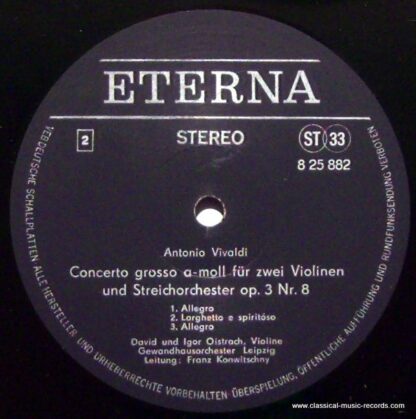 ETERNA
2
STEREO
ST 33
8 25 882
Antonio Vivaldi
Concerto grosso a-moll für zwei Violinen
und Streichorchester op. 3 Nr. 8
1. Allegro
2. Larghetto e spiritóso
3. Allegro
David und Igor Oistrach, Violine
Gewandhausorchester Leipzig
Leitung: Franz Konwitschny
VEB DEUTSCHE SCHALLPLATTEN ALLE HERSTELLER UND URHEBERRECHTE VORBEHALTEN ÜBERSPIELUNG, ÖFFENTLICHE AUFFÜHRUNG UND RUNDFUNKSENDUNG VERBOTEN
www.classical-music-records.com